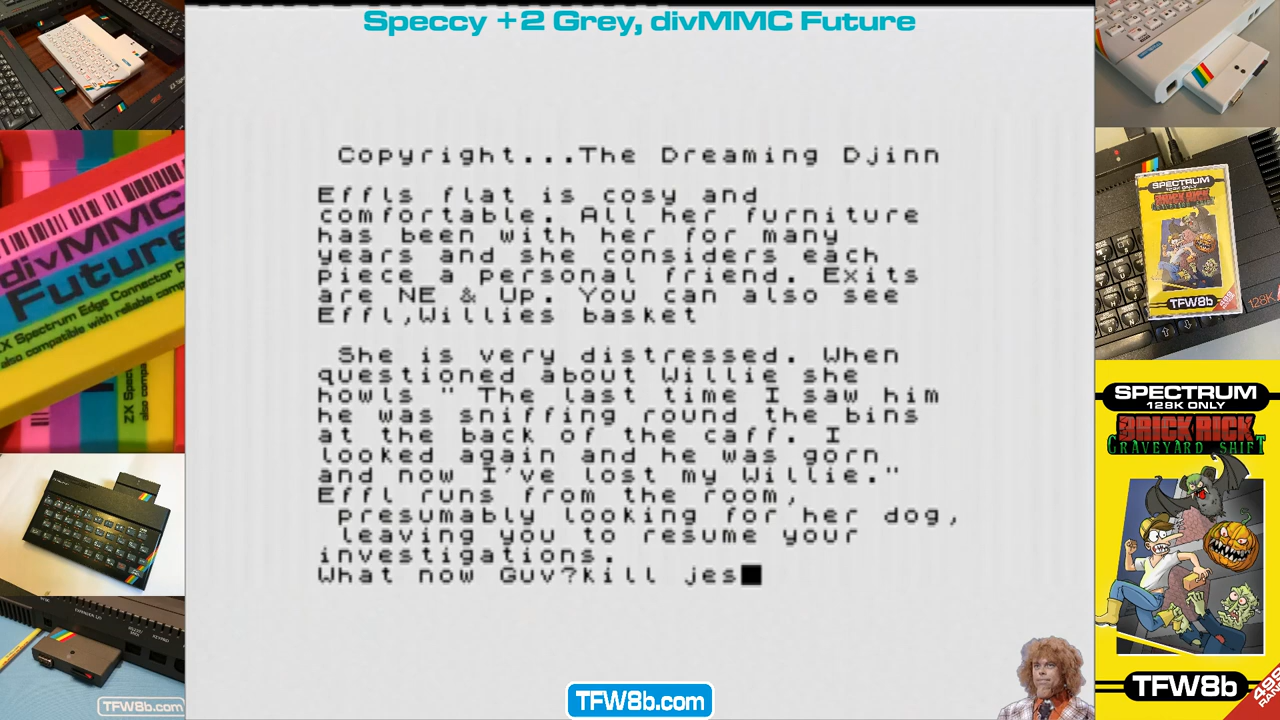 Speccy +2 Grey, divMMC Future
Copyright...The Dreaming Djinn
Effls flat is cosy and
comfortable. All her furniture
has been with her for many
years and she considers each
piece a personal friend. Exits
are NE & Up. You can also see
Effl,Willies basket
She is very distressed. When
questioned about Willie she
howls " The last time I saw him
he was sniffing round the bins
at the back of the caff. I
looked again and he was gorn
and now I've lost my Willie."
Effl runs from the room,
presumably looking for her dog,
leaving you to resume your
investigations.
What now Guv?kill jes
TFW8b.com
divMMC
Future
ZX Spectrum Edge Connector
also compatible with reliable
TFW8b.com
SPECTRUM
128K ONLY
BRICK RICK
TFW8b
128K
SPECTRUM
128K ONLY
BRICK RICK
GRAVEYARD SHIFT
TFW8b